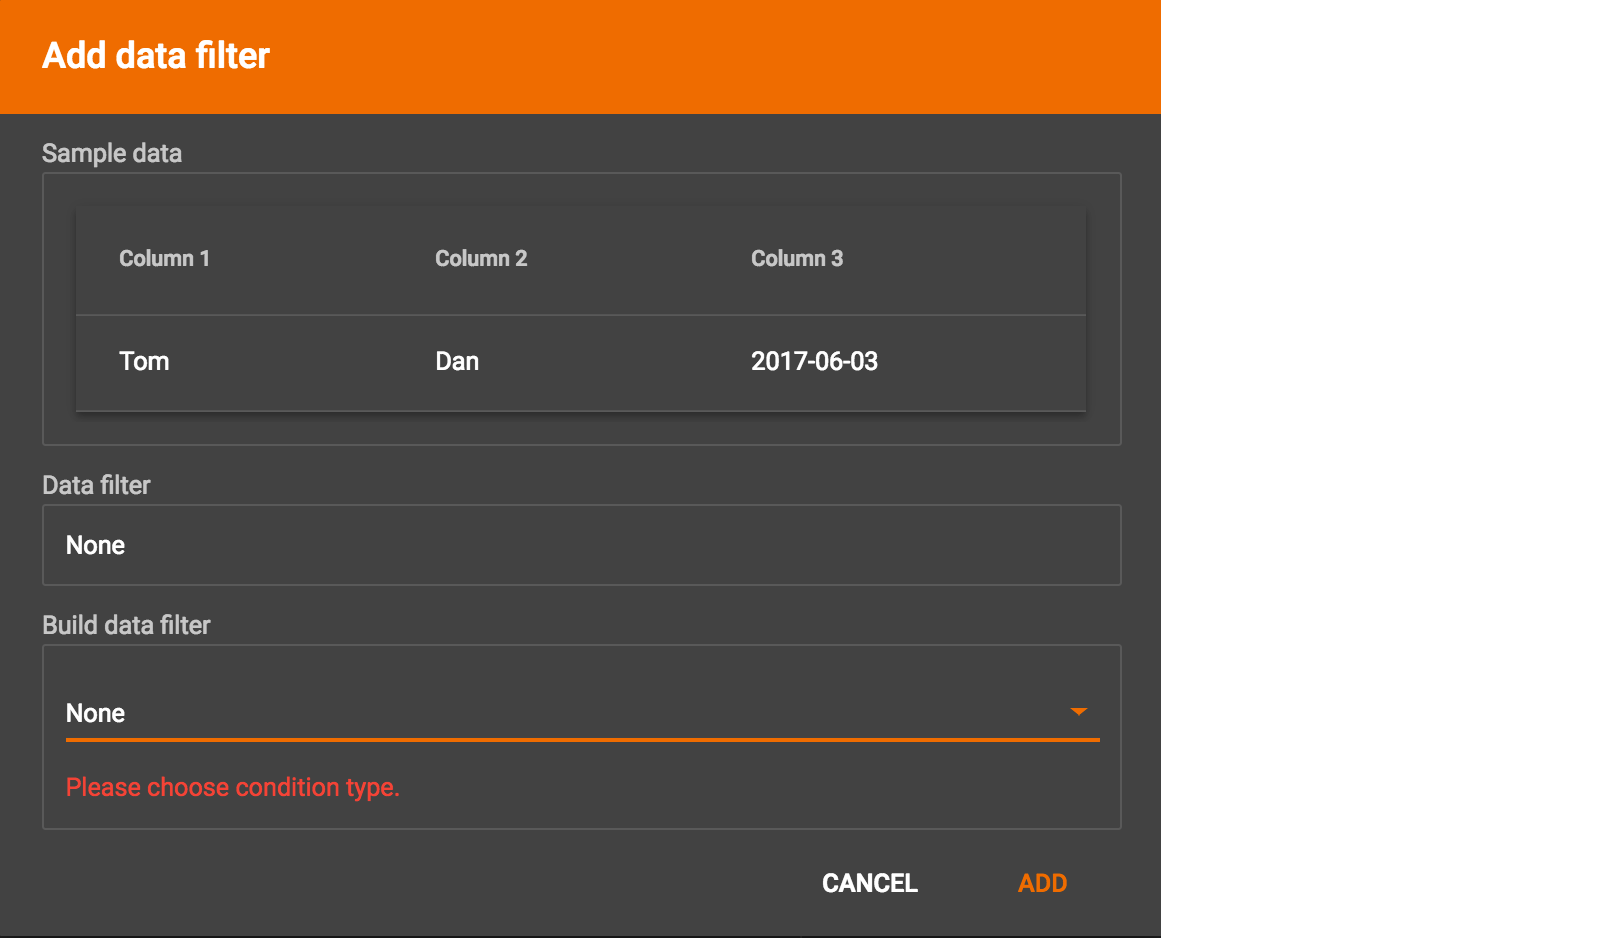 Add data filter
Sample data
Column 1 Column 2 Column 3
Tom Dan 2017-06-03
Data filter
None
Build data filter
None
Please choose condition type.
CANCEL ADD